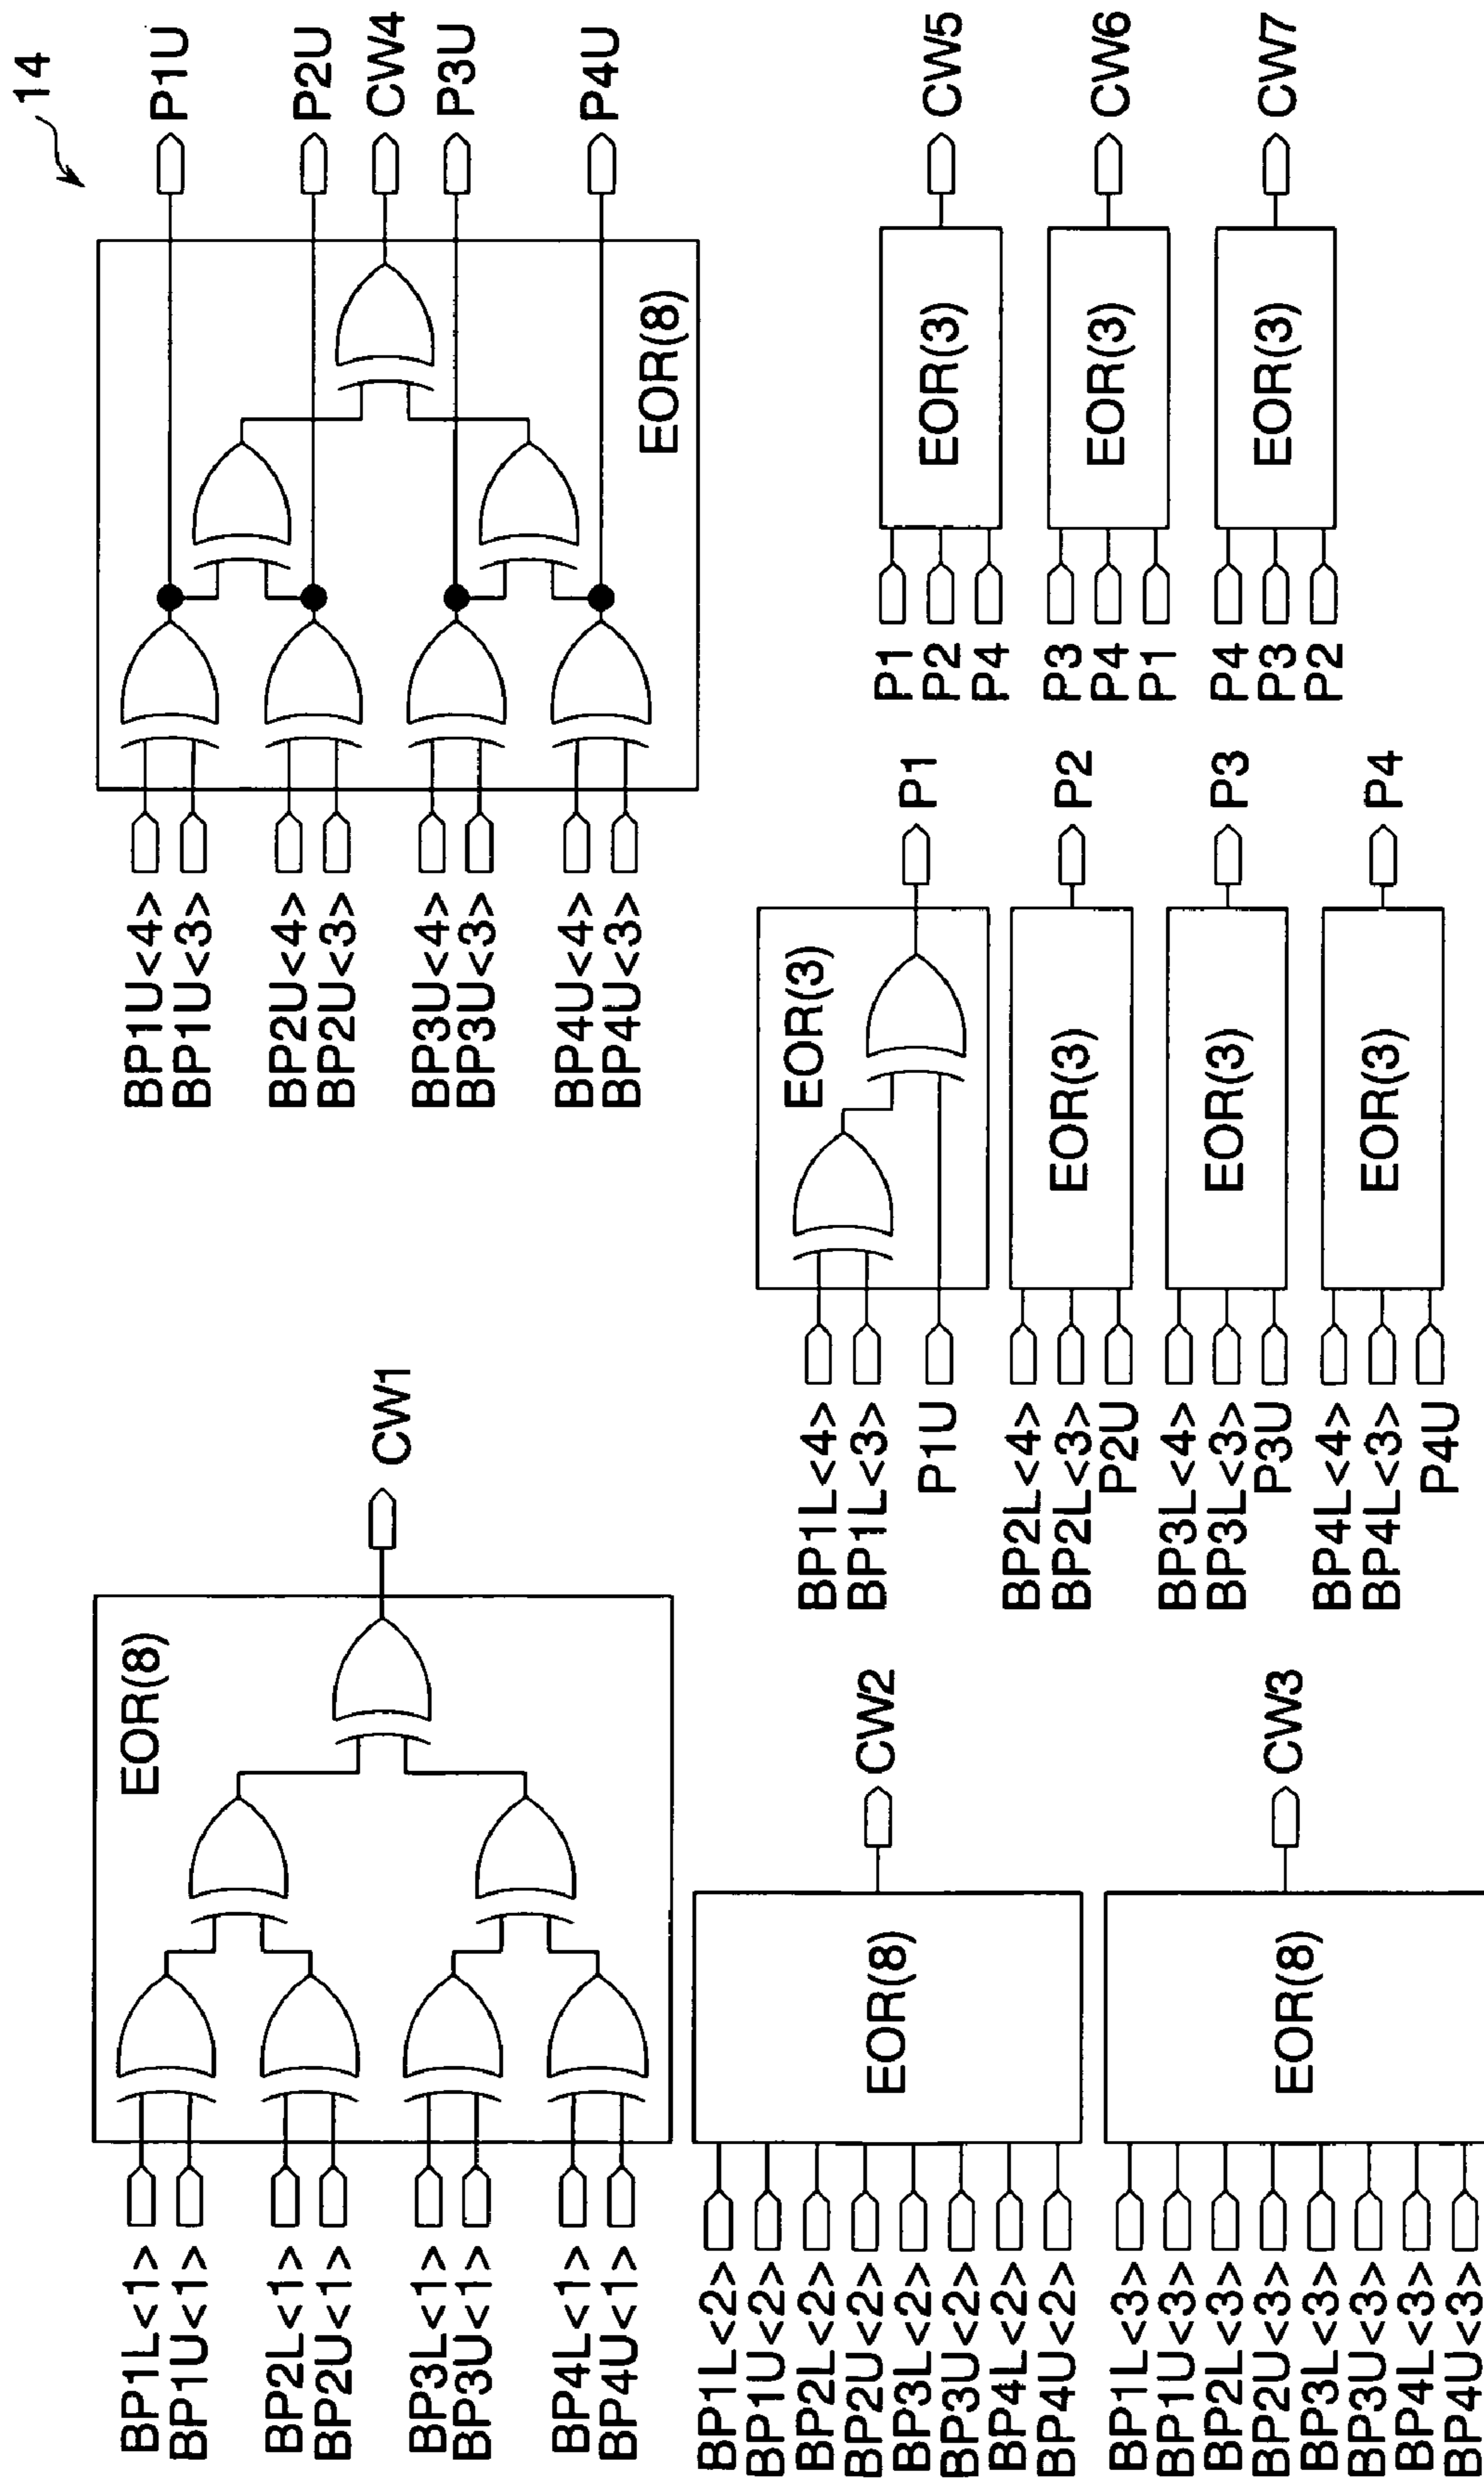 14
BP1L<1>
BP1U<1>
BP2L<1>
BP2U<1>
BP3L<1>
BP3U<1>
BP4L<1>
BP4U<1>
EOR(8)
CW1
BP1U<4>
BP1U<3>
BP2U<4>
BP2U<3>
BP3U<4>
BP3U<3>
BP4U<4>
BP4U<3>
EOR(8)
P1U
P2U
CW4
P3U
P4U
BP1L<2>
BP1U<2>
BP2L<2>
BP2U<2>
BP3L<2>
BP3U<2>
BP4L<2>
BP4U<2>
EOR(8)
CW2
BP1L<3>
BP1U<3>
BP2L<3>
BP2U<3>
BP3L<3>
BP3U<3>
BP4L<3>
BP4U<3>
EOR(8)
CW3
BP1L<4>
BP1L<3>
P1U
EOR(3)
P1
BP2L<4>
BP2L<3>
P2U
EOR(3)
P2
BP3L<4>
BP3L<3>
P3U
EOR(3)
P3
BP4L<4>
BP4L<3>
P4U
EOR(3)
P4
P1
P2
P4
EOR(3)
CW5
P3
P4
P1
EOR(3)
CW6
P4
P3
P2
EOR(3)
CW7